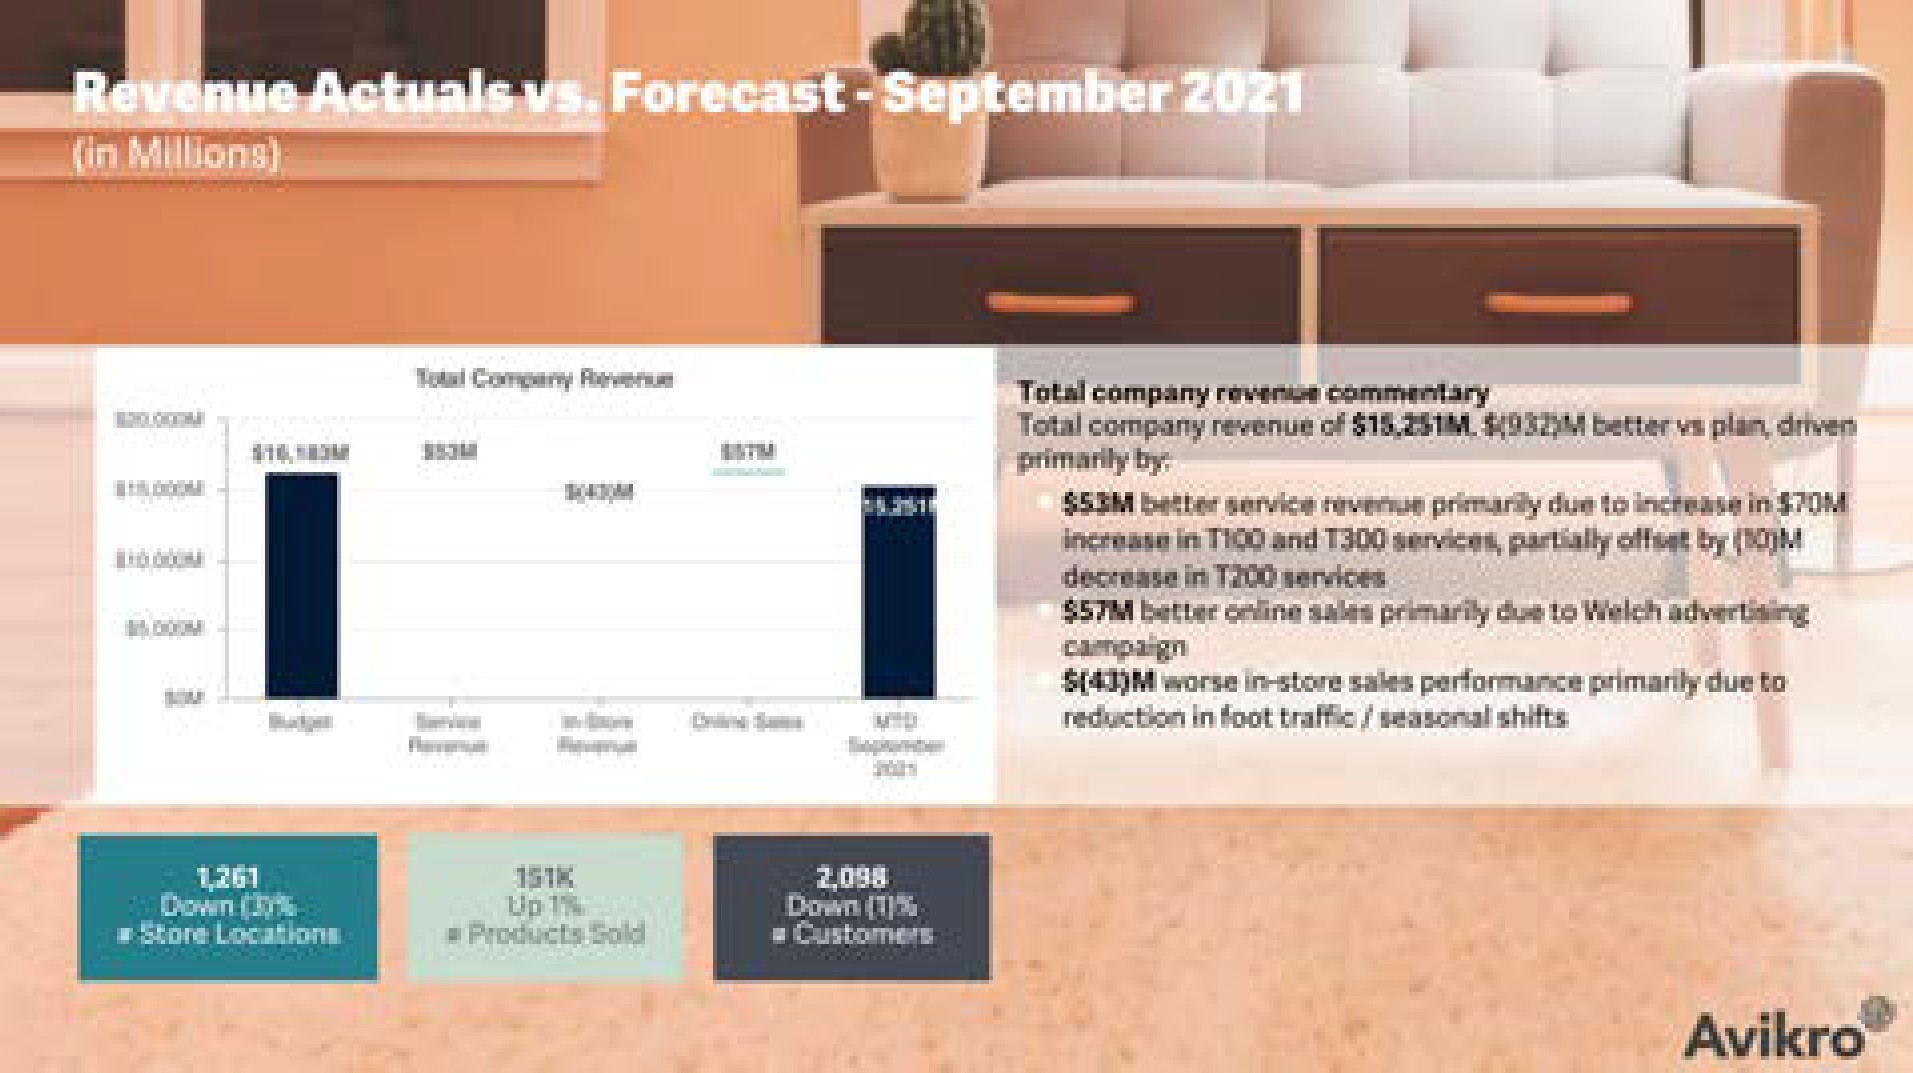 Revenue Actuals vs. Forecast - September 2021
(in Millions)
Total Company Revenue
$20,000M
$15,000M
$10,000M
$5,000M
$0M
$16,183M
$53M
$(43)M
$57M
15,251
Budget
Service
Revenue
In-Store
Revenue
Online Sales
MTD
September
2021
Total company revenue commentary
Total company revenue of $15,251M, $(932)M better vs plan, driven
primarily by:
$53M better service revenue primarily due to increase in $70M
increase in T100 and T300 services, partially offset by (10)M
decrease in T200 services
$57M better online sales primarily due to Welch advertising
campaign
$(43)M worse in-store sales performance primarily due to
reduction in foot traffic / seasonal shifts
1,261
Down (3)%
# Store Locations
151K
Up 1%
# Products Sold
2,098
Down (1)%
# Customers
Avikro